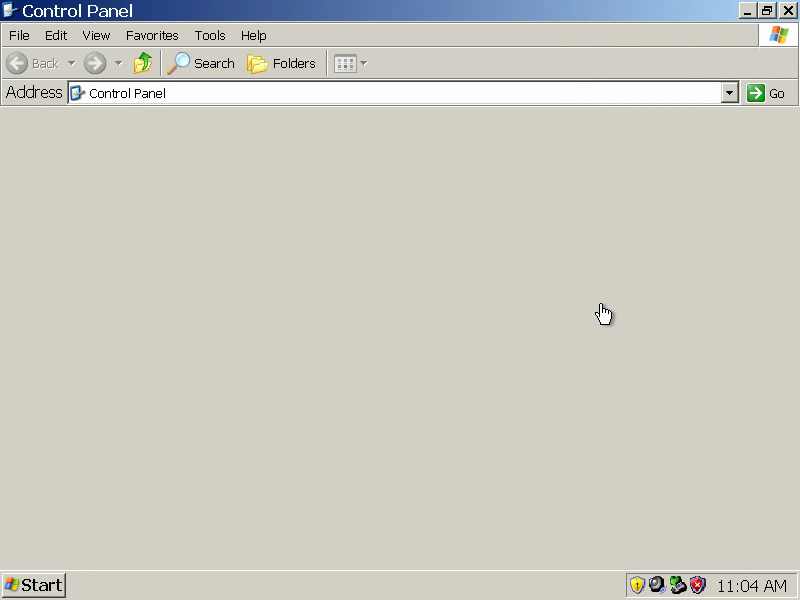 Control Panel
File Edit View Favorites Tools Help
Back Search Folders
Address Control Panel Go
Start 11:04 AM